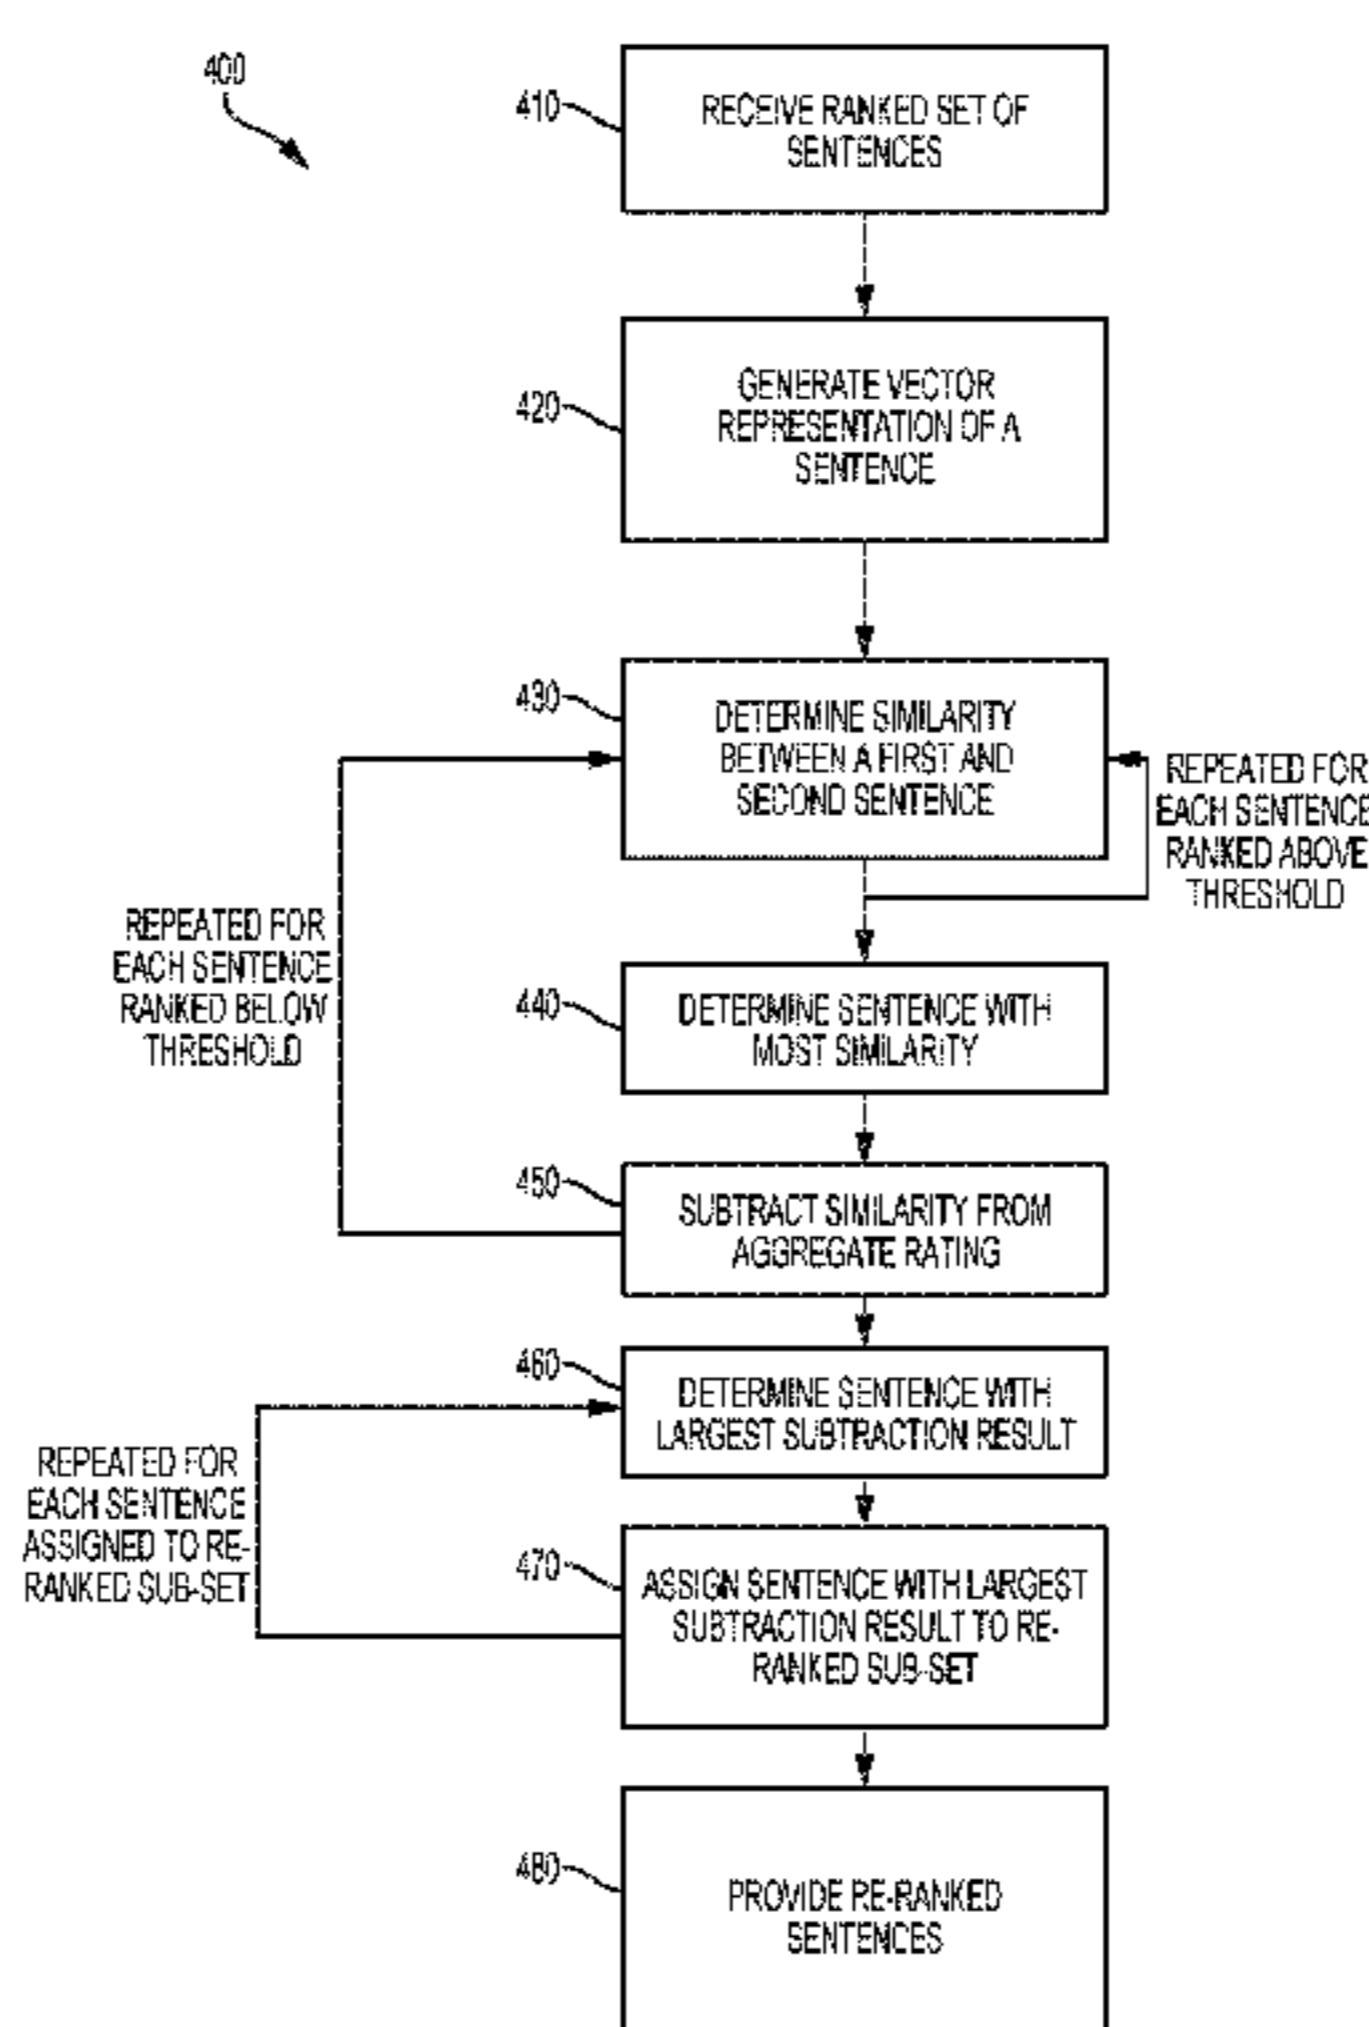 400
410
RECEIVE RANKED SET OF
SENTENCES
420
GENERATE VECTOR
REPRESENTATION OF A
SENTENCE
430
DETERMINE SIMILARITY
BETWEEN A FIRST AND
SECOND SENTENCE
REPEATED FOR
EACH SENTENCE
RANKED ABOVE
THRESHOLD
REPEATED FOR
EACH SENTENCE
RANKED BELOW
THRESHOLD
440
DETERMINE SENTENCE WITH
MOST SIMILARITY
450
SUBTRACT SIMILARITY FROM
AGGREGATE RATING
460
DETERMINE SENTENCE WITH
LARGEST SUBTRACTION RESULT
REPEATED FOR
EACH SENTENCE
ASSIGNED TO RE-
RANKED SUB-SET
470
ASSIGN SENTENCE WITH LARGEST
SUBTRACTION RESULT TO RE-
RANKED SUB-SET
480
PROVIDE RE-RANKED
SENTENCES